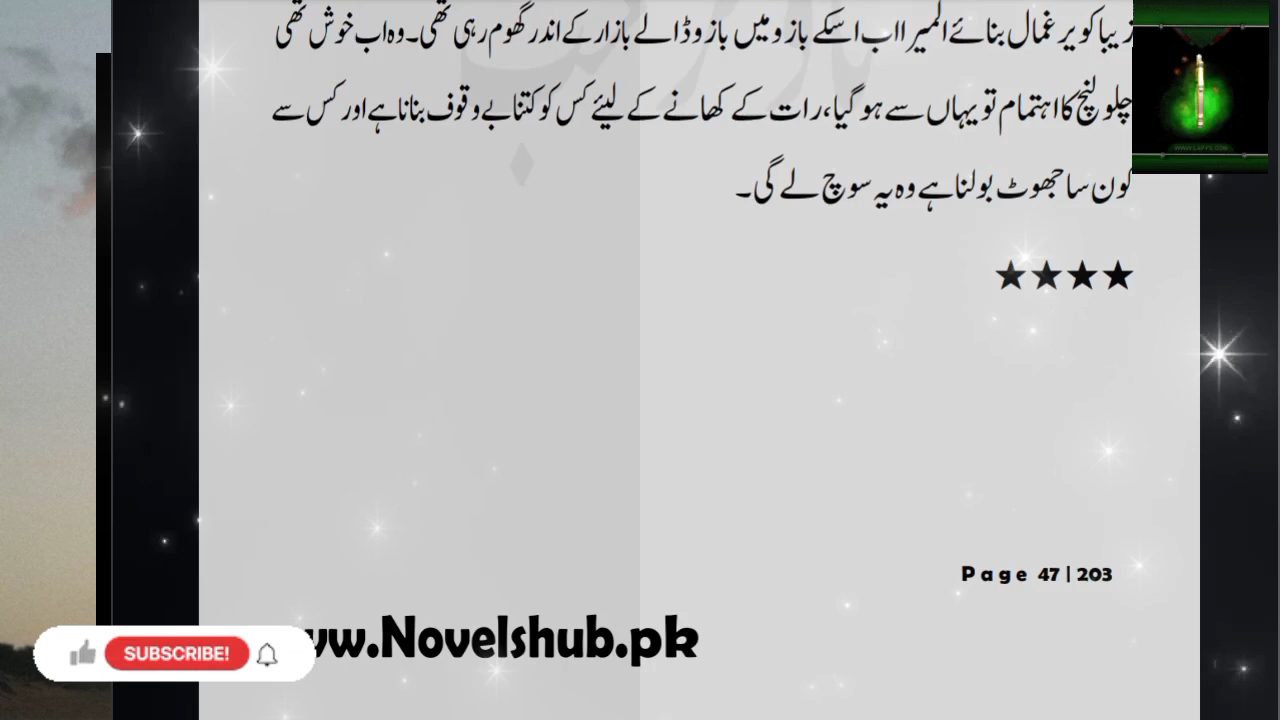 زیبا کو یرغمال بنائے المیرا اب اسکے بازو میں بازو ڈالے بازار کے اندر گھوم رہی تھی۔ وہ اب خوش تھی
چلو لنچ کا اہتمام تو یہاں سے ہو گیا، رات کے کھانے کے لیئے کس کو کتنا بے وقوف بنانا ہے اور کس سے
کون سا جھوٹ بولنا ہے وہ یہ سوچ لے گی۔
★★★★
Page 47 | 203
ww.Novelshub.pk
SUBSCRIBE!